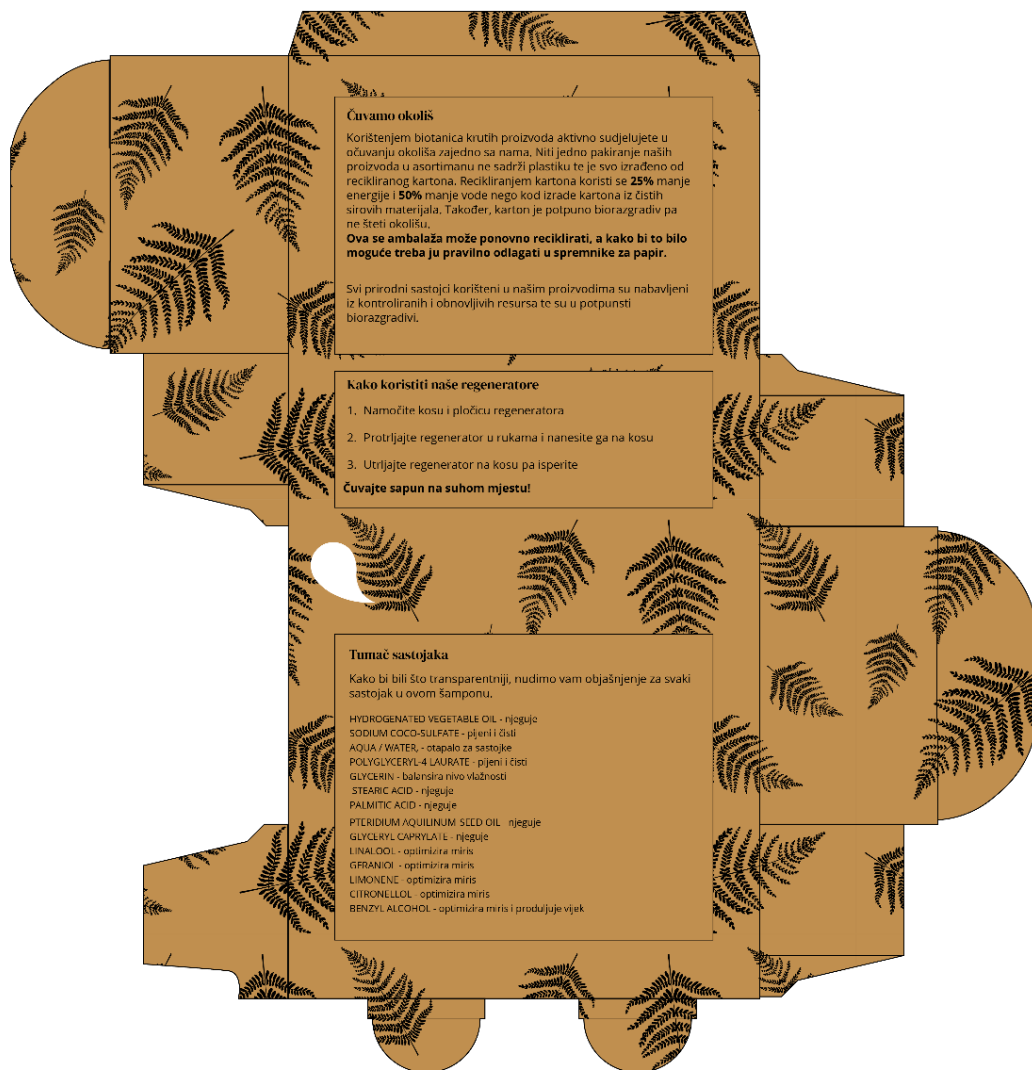 Čuvamo okoliš
Korištenjem biotanica krutih proizvoda aktivno sudjelujete u
očuvanju okoliša zajedno sa nama. Niti jedno pakiranje naših
proizvoda u asortimanu ne sadrži plastiku te je svo izrađeno od
recikliranog kartona. Recikliranjem kartona koristi se 25% manje
energije i 50% manje vode nego kod izrade kartona iz čistih
sirovih materijala. Također, karton je potpuno biorazgradiv pa
ne šteti okolišu.
Ova se ambalaža može ponovno reciklirati, a kako bi to bilo
moguće treba ju pravilno odlagati u spremnike za papir.
Svi prirodni sastojci korišteni u našim proizvodima su nabavljeni
iz kontroliranih i obnovljivih resursa te su u potpunsti
biorazgradivi.
Kako koristiti naše regeneratore
1. Namočite kosu i pločicu regeneratora
2. Protrljajte regenerator u rukama i nanesite ga na kosu
3. Utrljajte regenerator na kosu pa isperite
Čuvajte sapun na suhom mjestu!
Tumač sastojaka
Kako bi bili što transparentniji, nudimo vam objašnjenje za svaki
sastojak u ovom šamponu.
HYDROGENATED VEGETABLE OIL - njeguje
SODIUM COCO-SULFATE - pijeni i čisti
AQUA / WATER, - otapalo za sastojke
POLYGLYCERYL-4 LAURATE - pijeni i čisti
GLYCERIN - balansira nivo vlažnosti
STEARIC ACID - njeguje
PALMITIC ACID - njeguje
PTERIDIUM AQUILINUM SEED OIL njeguje
GLYCERYL CAPRYLATE - njeguje
LINALOOL - optimizira miris
GERANIOL - optimizira miris
LIMONENE - optimizira miris
CITRONELLOL - optimizira miris
BENZYL ALCOHOL - optimizira miris i produljuje vijek